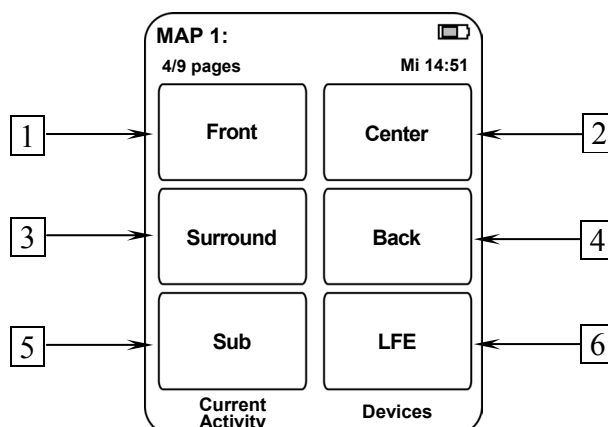 MAP 1:
4/9 pages Mi 14:51
1 Front Center 2
3 Surround Back 4
5 Sub LFE 6
Current Activity Devices